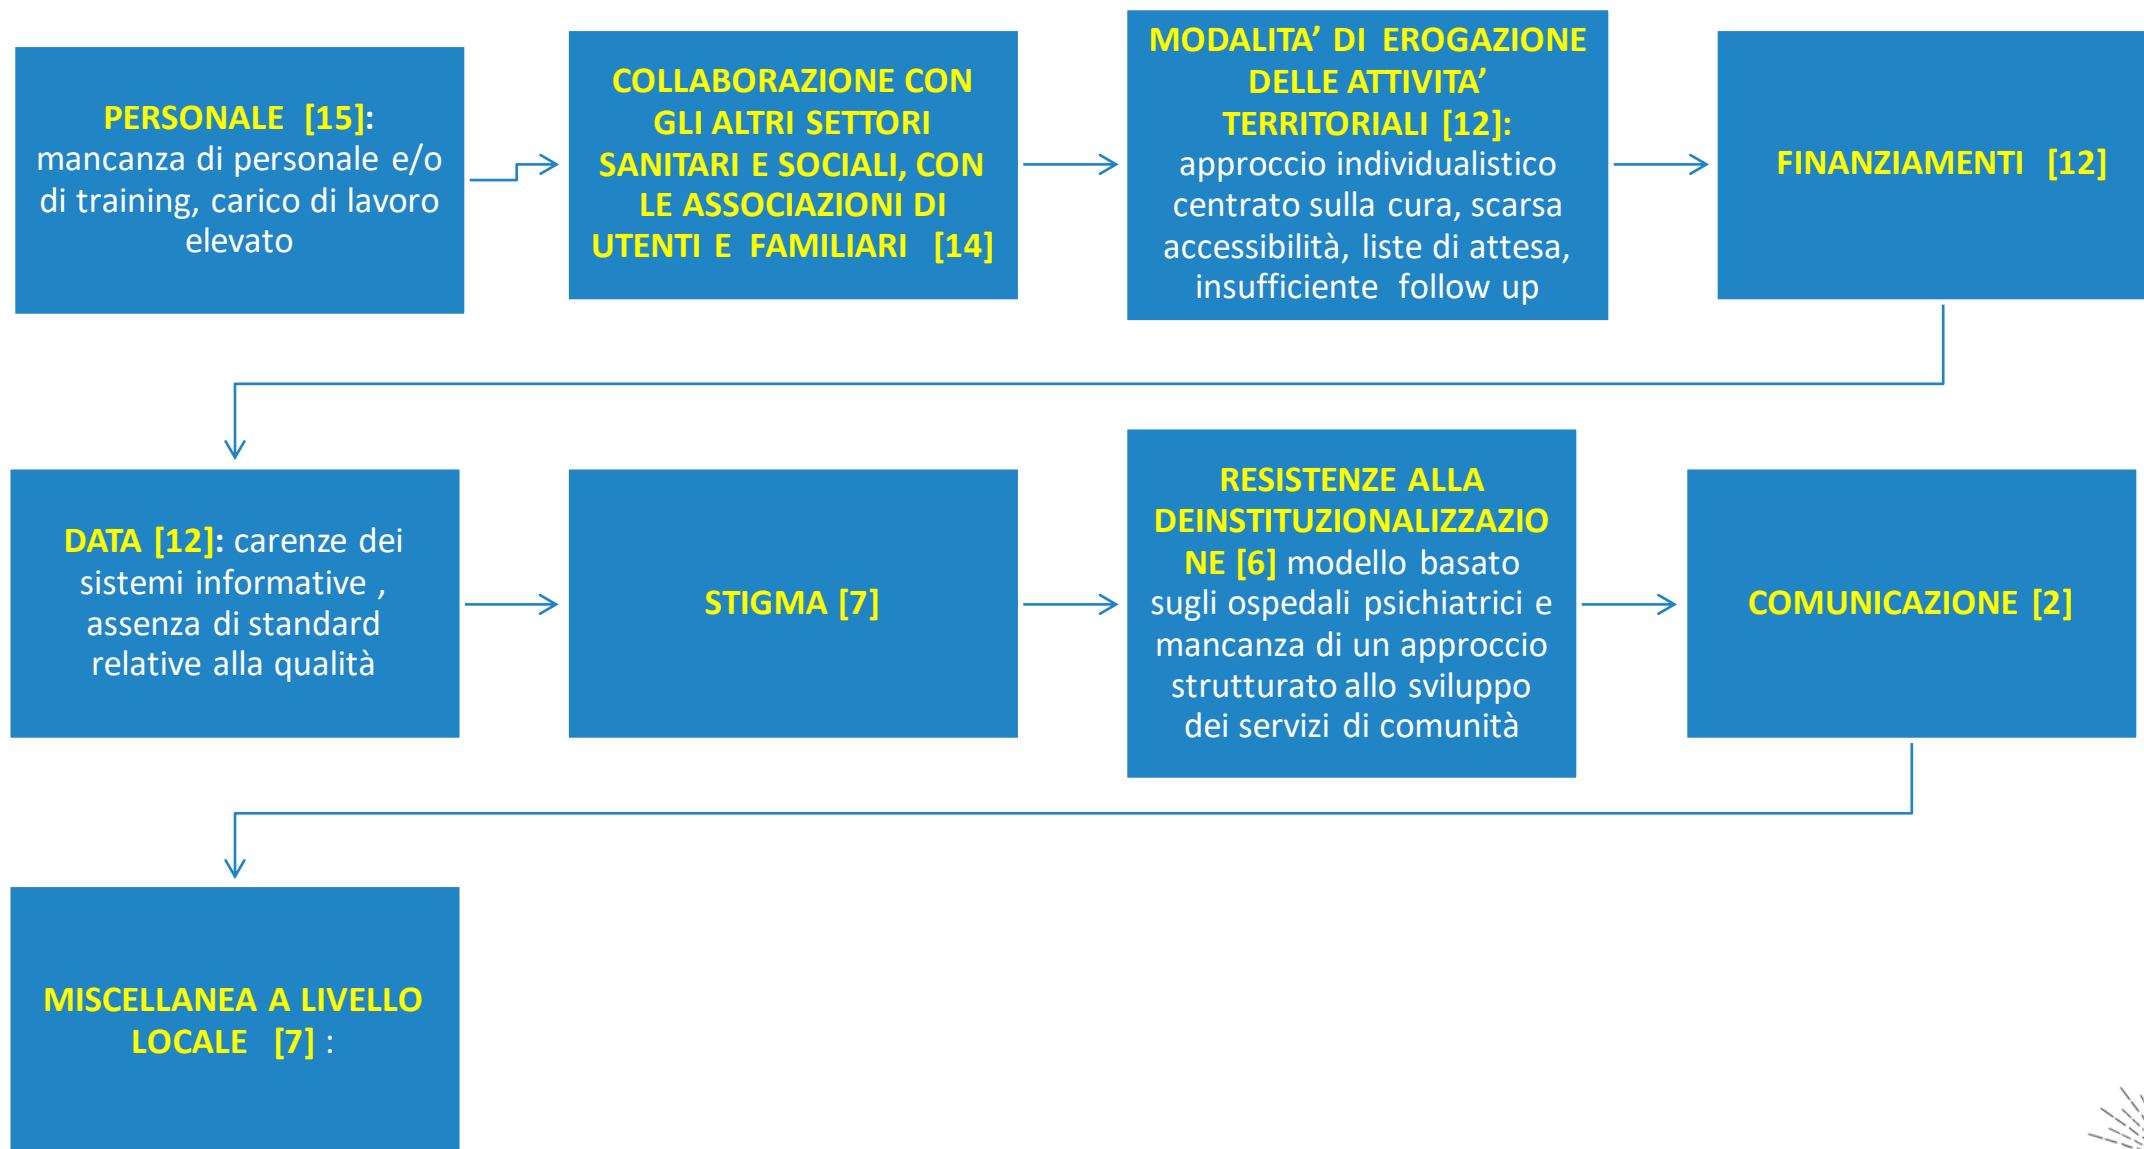 PERSONALE [15]:
mancanza di personale e/o
di training, carico di lavoro
elevato
COLLABORAZIONE CON
GLI ALTRI SETTORI
SANITARI E SOCIALI, CON
LE ASSOCIAZIONI DI
UTENTI E FAMILIARI [14]
MODALITA’ DI EROGAZIONE
DELLE ATTIVITA’
TERRITORIALI [12]:
approccio individualistico
centrato sulla cura, scarsa
accessibilità, liste di attesa,
insufficiente follow up
FINANZIAMENTI [12]
DATA [12]: carenze dei
sistemi informative ,
assenza di standard
relative alla qualità
STIGMA [7]
RESISTENZE ALLA
DEINSTITUZIONALIZZAZIO
NE [6] modello basato
sugli ospedali psichiatrici e
mancanza di un approccio
strutturato allo sviluppo
dei servizi di comunità
COMUNICAZIONE [2]
MISCELLANEA A LIVELLO
LOCALE [7] :